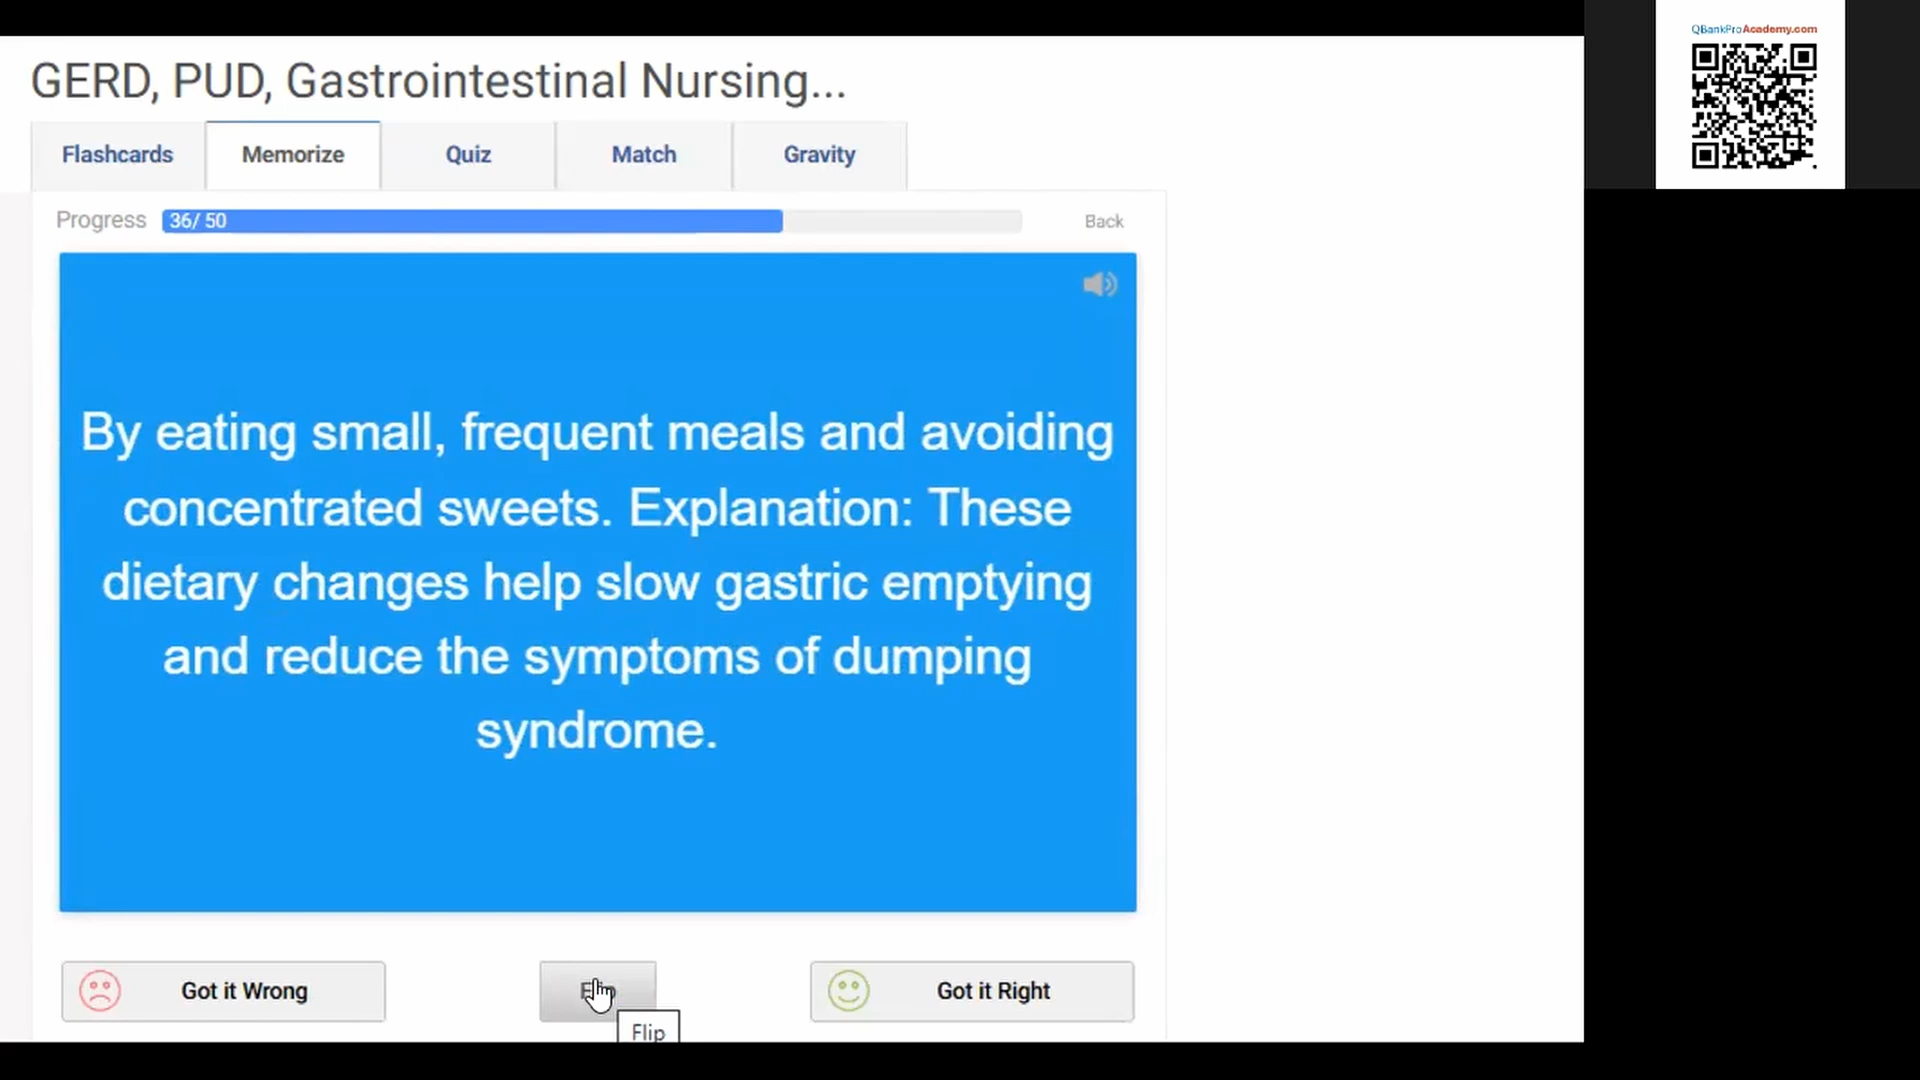 QBankProAcademy.com
GERD, PUD, Gastrointestinal Nursing...
Flashcards
Memorize
Quiz
Match
Gravity
Progress
36/ 50
Back
By eating small, frequent meals and avoiding
concentrated sweets. Explanation: These
dietary changes help slow gastric emptying
and reduce the symptoms of dumping
syndrome.
Got it Wrong
Flip
Got it Right
Flip